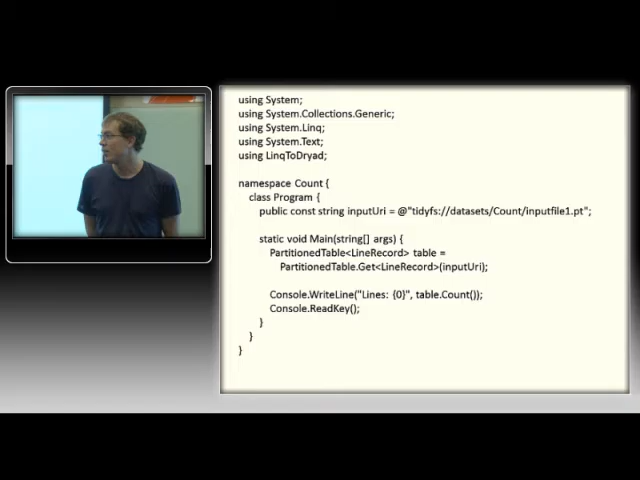 using System;
using System.Collections.Generic;
using System.Linq;
using System.Text;
using LinqToDryad;
namespace Count {
class Program {
public const string inputUri = @"tidyfs://datasets/Count/inputfile1.pt";
static void Main(string[] args) {
PartitionedTable<LineRecord> table =
PartitionedTable.Get<LineRecord>(inputUri);
Console.WriteLine("Lines: {0}", table.Count());
Console.ReadKey();
}
}
}